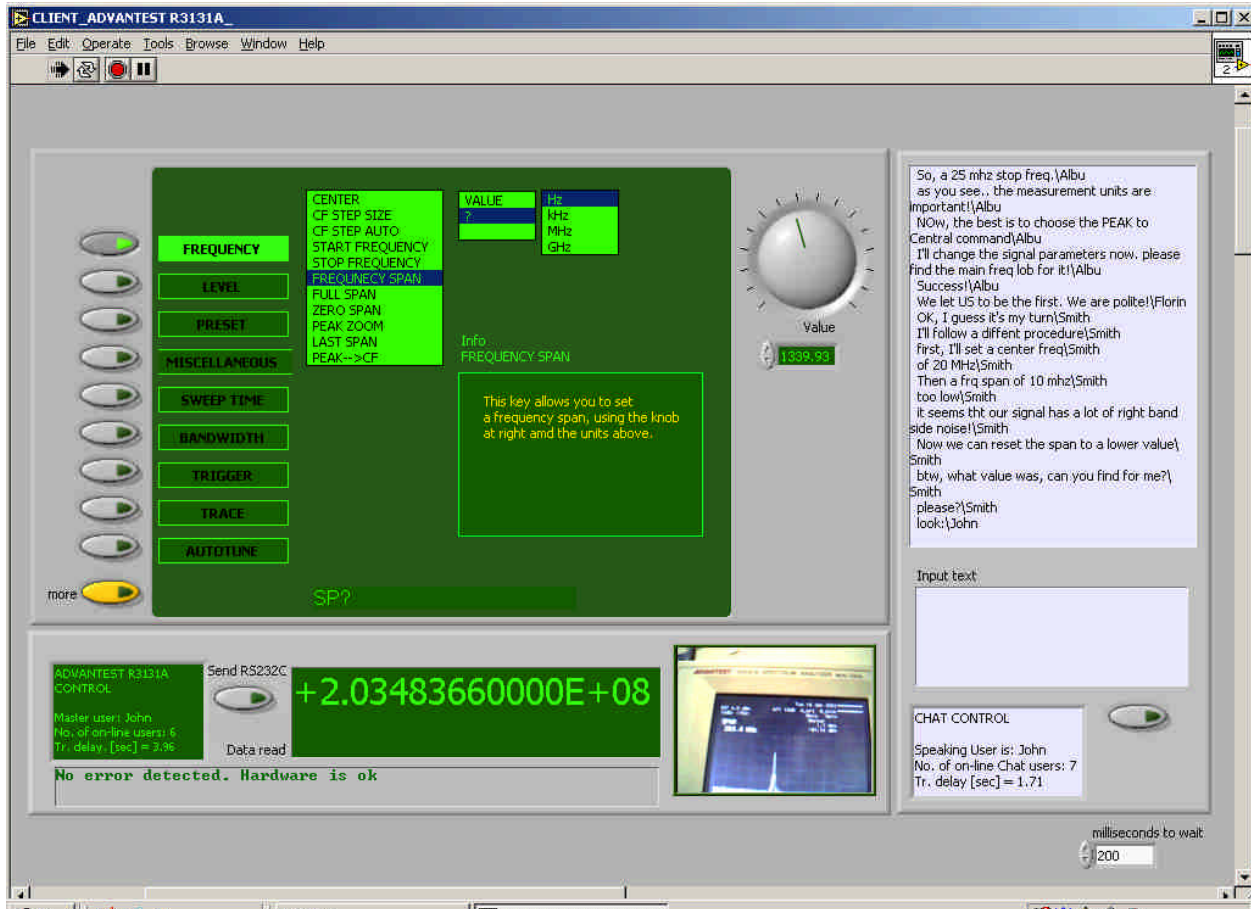 CLIENT_ADVANTEST R3131A_
File Edit Operate Tools Browse Window Help
2
FREQUENCY
LEVEL
PRESET
MISCELLANEOUS
SWEEP TIME
BANDWIDTH
TRIGGER
TRACE
AUTOTUNE
more
CENTER
CF STEP SIZE
CF STEP AUTO
START FREQUENCY
STOP FREQUENCY
FREQUNECY SPAN
FULL SPAN
ZERO SPAN
PEAK ZOOM
LAST SPAN
PEAK-->CF
VALUE
?
Hz
kHz
MHz
GHz
Info
FREQUENCY SPAN
This key allows you to set
a frequency span, using the knob
at right amd the units above.
SP?
Value
1339.93
So, a 25 mhz stop freq.\Albu
as you see.. the measurement units are
important!\Albu
NOw, the best is to choose the PEAK to
Central command\Albu
I'll change the signal parameters now. please
find the main freq lob for it!\Albu
Success!\Albu
We let US to be the first. We are polite!\Florin
OK, I guess it's my turn\Smith
I'll follow a diffent procedure\Smith
first, I'll set a center freq\Smith
of 20 MHz\Smith
Then a frq span of 10 mhz\Smith
too low\Smith
it seems tht our signal has a lot of right band
side noise!\Smith
Now we can reset the span to a lower value\
Smith
btw, what value was, can you find for me?\
Smith
please?\Smith
look:\John
Input text
ADVANTEST R3131A
CONTROL
Master user: John
No. of on-line users: 6
Tr. delay. [sec] = 3.96
Send RS232C
Data read
+2.03483660000E+08
No error detected. Hardware is ok
ADVANTEST
CHAT CONTROL
Speaking User is: John
No. of on-line Chat users: 7
Tr. delay [sec] = 1.71
milliseconds to wait
200